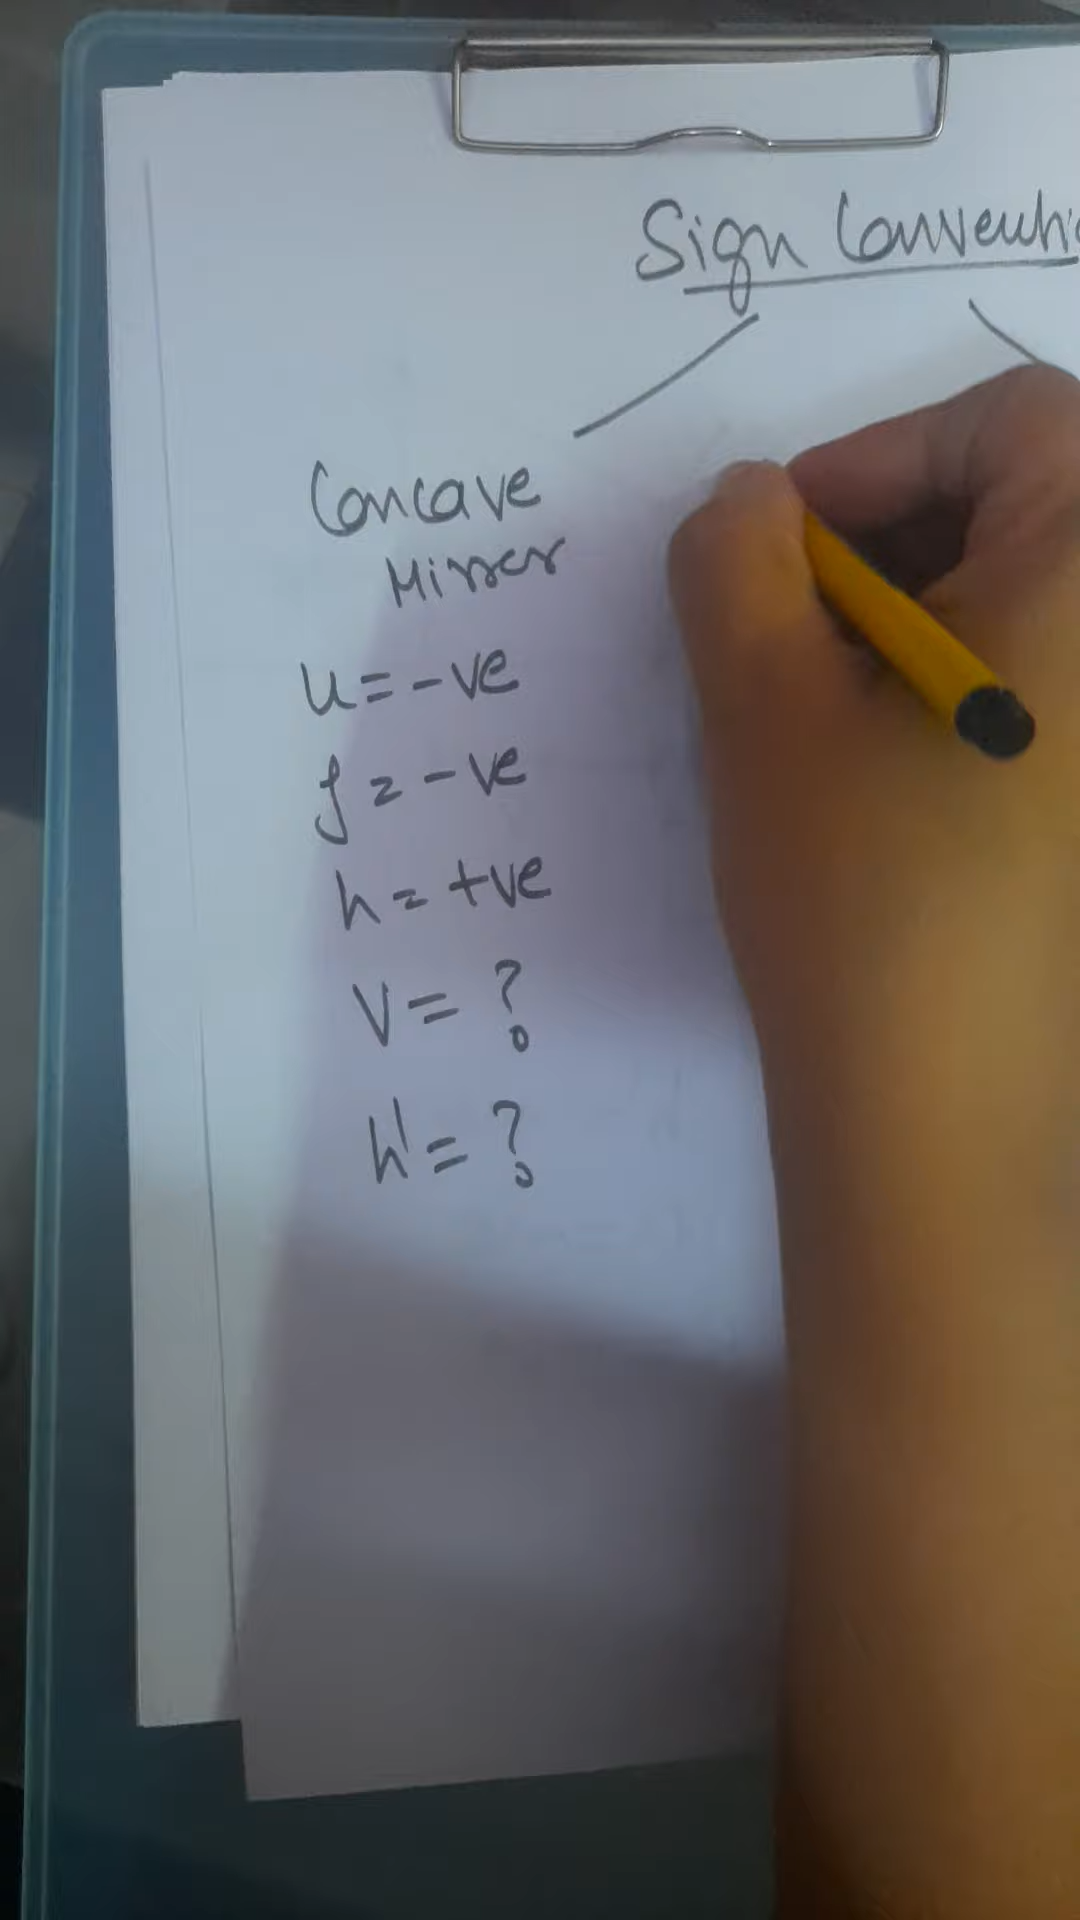 Sign Conventi
Concave
Mirror
u = -ve
f = -ve
h = +ve
V = ?
h' = ?